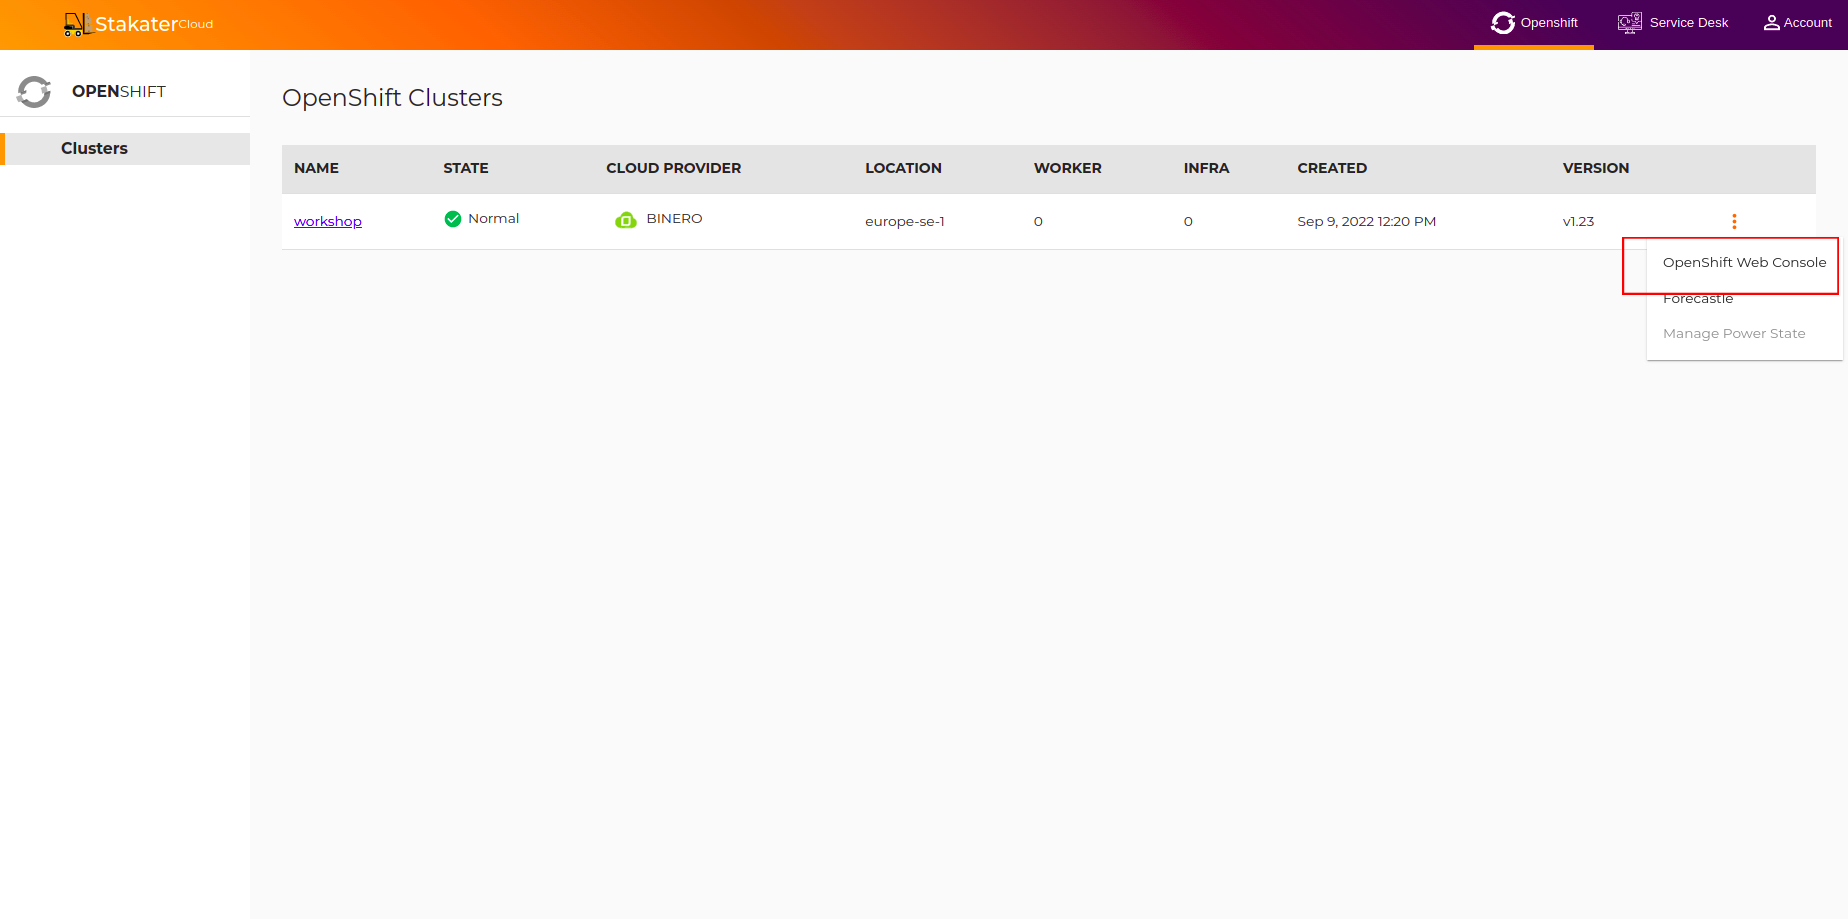 StakaterCloud
Openshift
Service Desk
Account
OPENSHIFT
Clusters
OpenShift Clusters
NAME STATE CLOUD PROVIDER LOCATION WORKER INFRA CREATED VERSION
workshop Normal BINERO europe-se-1 0 0 Sep 9, 2022 12:20 PM v1.23
OpenShift Web Console
Forecastle
Manage Power State